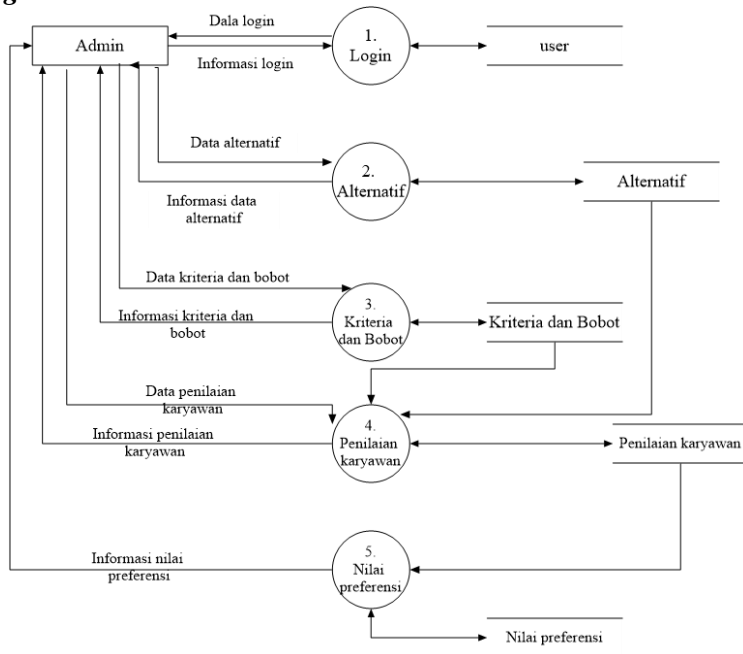 Dala login
Admin
1.
Login
user
Informasi login
Data alternatif
2.
Alternatif
Alternatif
Informasi data
alternatif
Data kriteria dan bobot
3.
Kriteria
dan Bobot
Kriteria dan Bobot
Informasi kriteria dan
bobot
Data penilaian
karyawan
4.
Penilaian
karyawan
Penilaian karyawan
Informasi penilaian
karyawan
5.
Nilai
preferensi
Informasi nilai
preferensi
Nilai preferensi